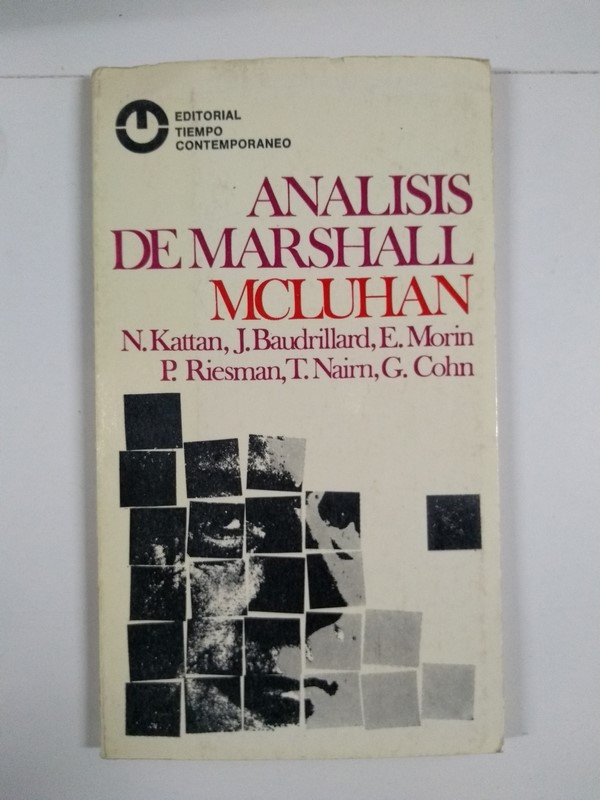 EDITORIAL
TIEMPO
CONTEMPORANEO
ANALISIS
DE MARSHALL
MCLUHAN
N. Kattan, J. Baudrillard, E. Morin
P. Riesman, T. Nairn, G. Cohn